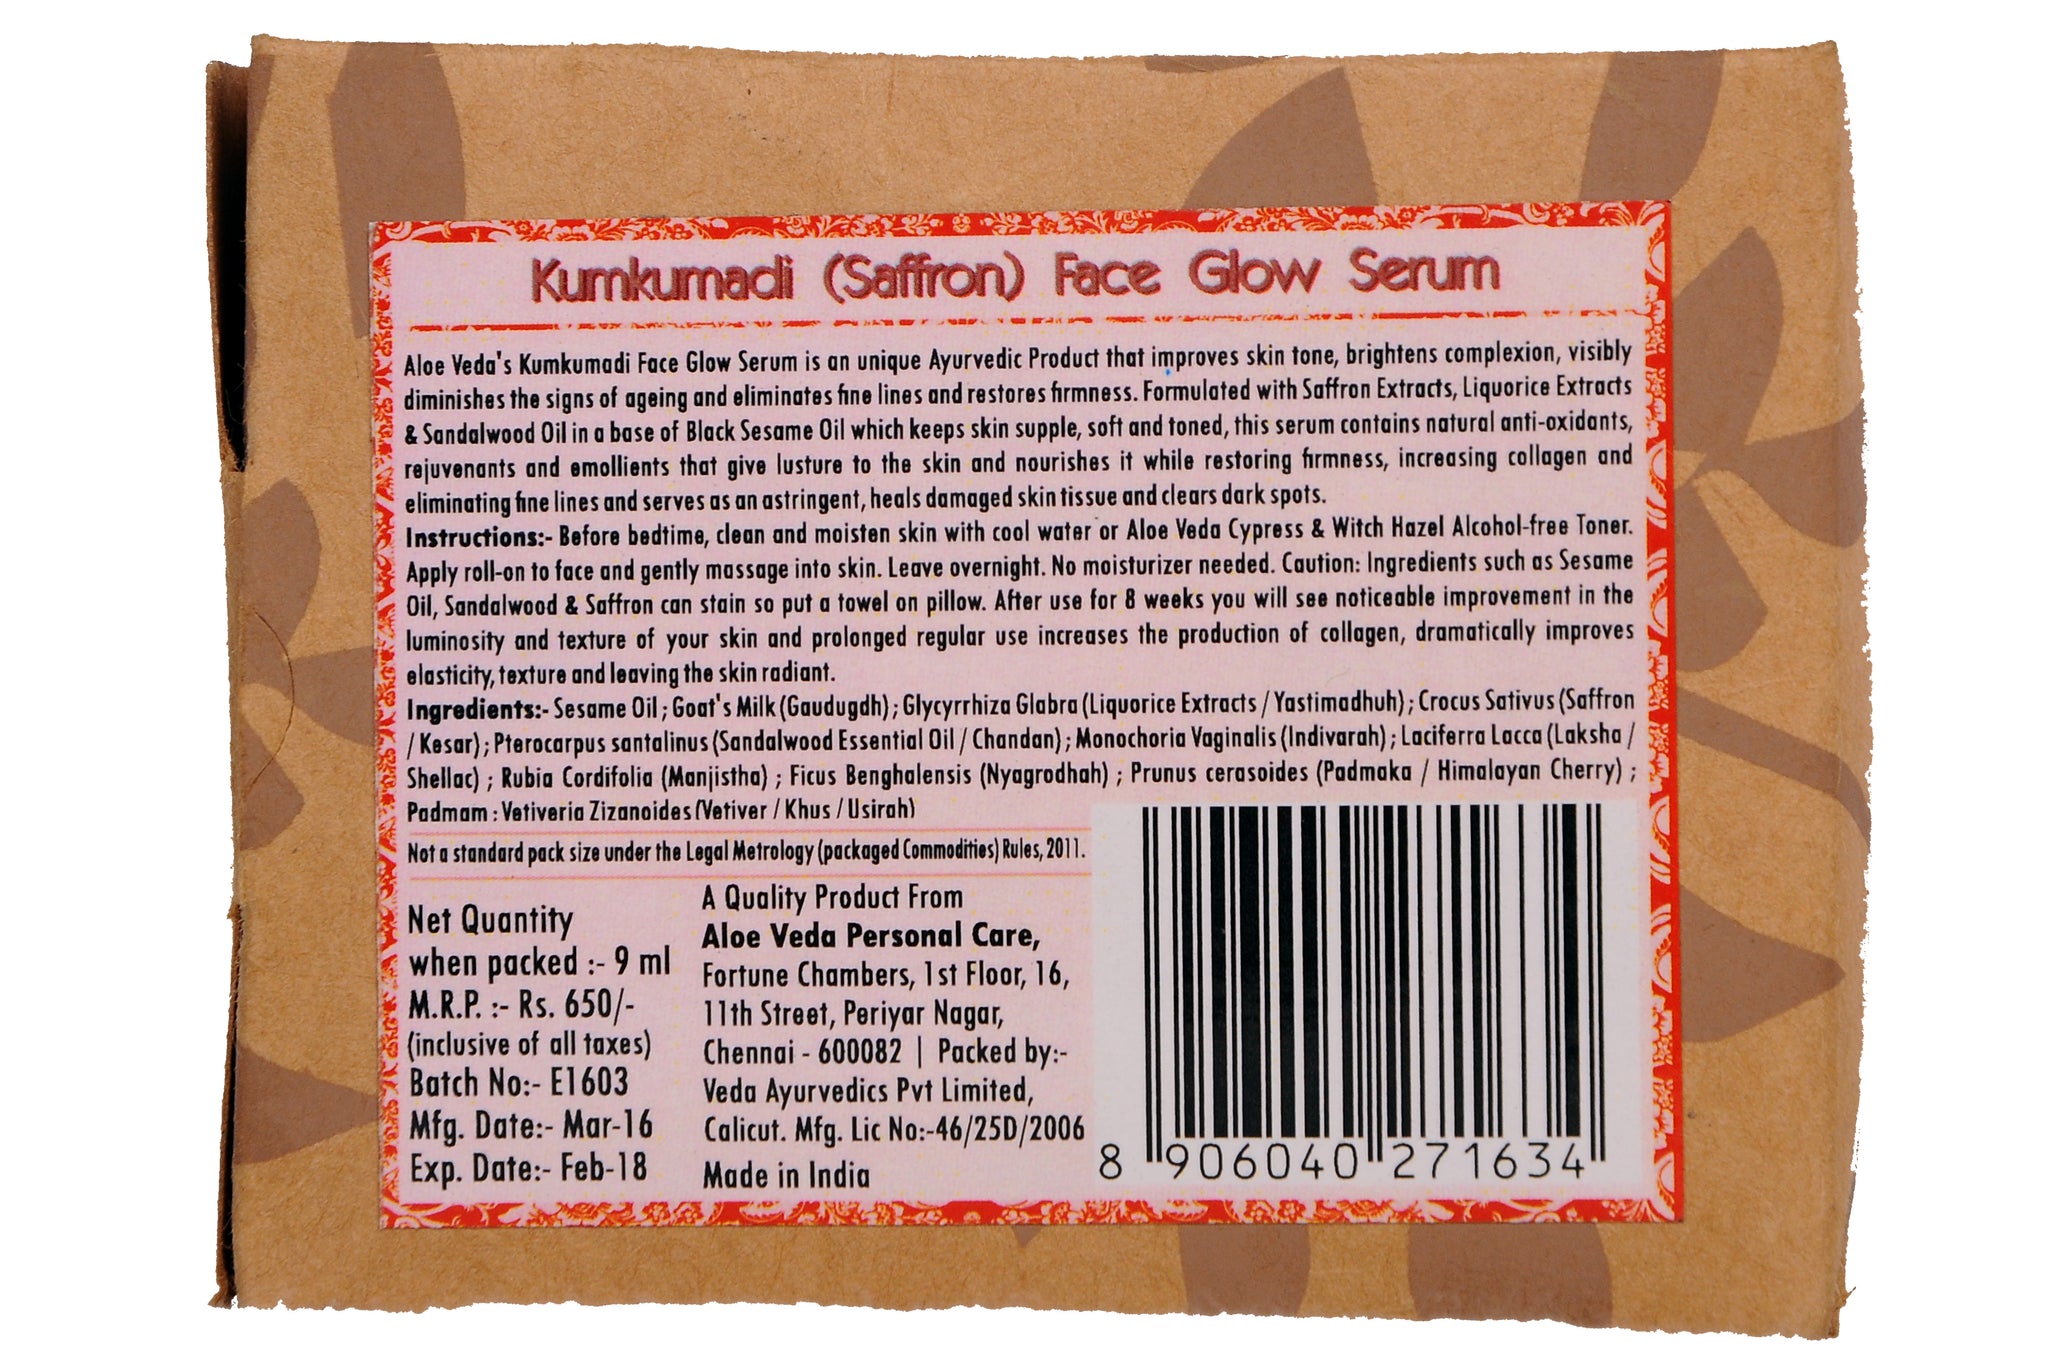 Kumkumadi (Saffron) Face Glow Serum
Aloe Veda's Kumkumadi Face Glow Serum is an unique Ayurvedic Product that improves skin tone, brightens complexion, visibly
diminishes the signs of ageing and eliminates fine lines and restores firmness. Formulated with Saffron Extracts, Liquorice Extracts
& Sandalwood Oil in a base of Black Sesame Oil which keeps skin supple, soft and toned, this serum contains natural anti-oxidants,
rejuvenants and emollients that give lusture to the skin and nourishes it while restoring firmness, increasing collagen and
eliminating fine lines and serves as an astringent, heals damaged skin tissue and clears dark spots.
Instructions:- Before bedtime, clean and moisten skin with cool water or Aloe Veda Cypress & Witch Hazel Alcohol-free Toner.
Apply roll-on to face and gently massage into skin. Leave overnight. No moisturizer needed. Caution: Ingredients such as Sesame
Oil, Sandalwood & Saffron can stain so put a towel on pillow. After use for 8 weeks you will see noticeable improvement in the
luminosity and texture of your skin and prolonged regular use increases the production of collagen, dramatically improves
elasticity, texture and leaving the skin radiant.
Ingredients:- Sesame Oil ; Goat's Milk (Gaudugdh) ; Glycyrrhiza Glabra (Liquorice Extracts / Yastimadhuh) ; Crocus Sativus (Saffron
/ Kesar) ; Pterocarpus santalinus (Sandalwood Essential Oil / Chandan) ; Monochoria Vaginalis (Indivarah) ; Laciferra Lacca (Laksha /
Shellac) ; Rubia Cordifolia (Manjistha) ; Ficus Benghalensis (Nyagrodhah) ; Prunus cerasoides (Padmaka / Himalayan Cherry) ;
Padmam : Vetiveria Zizanoides (Vetiver / Khus / Usirah)
Not a standard pack size under the Legal Metrology (packaged Commodities) Rules, 2011.
Net Quantity
when packed :- 9 ml
M.R.P. :- Rs. 650/-
(inclusive of all taxes)
Batch No:- E1603
Mfg. Date:- Mar-16
Exp. Date:- Feb-18
A Quality Product From
Aloe Veda Personal Care,
Fortune Chambers, 1st Floor, 16,
11th Street, Periyar Nagar,
Chennai - 600082 | Packed by:-
Veda Ayurvedics Pvt Limited,
Calicut. Mfg. Lic No:-46/25D/2006
Made in India
8 906040 271634